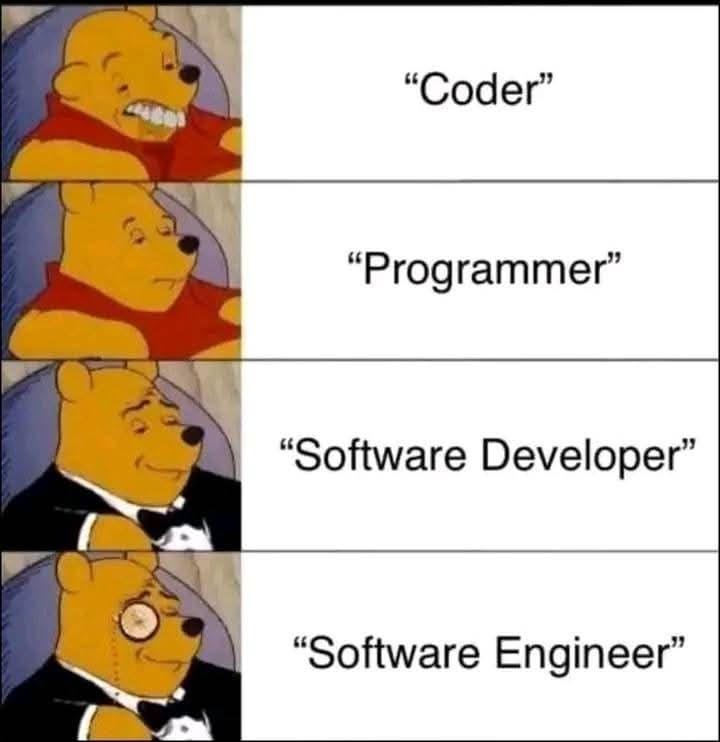 “Coder”
“Programmer”
“Software Developer”
“Software Engineer”